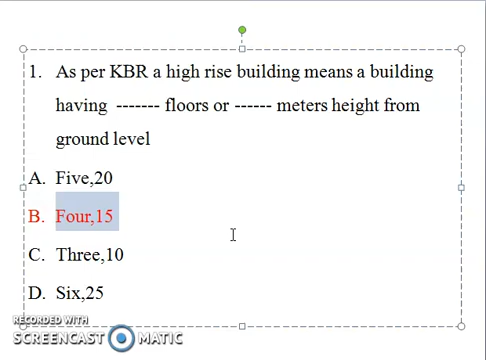 1. As per KBR a high rise building means a building
having ------- floors or ------ meters height from
ground level
A. Five,20
B. Four,15
C. Three,10
D. Six,25
RECORDED WITH
SCREENCAST MATIC